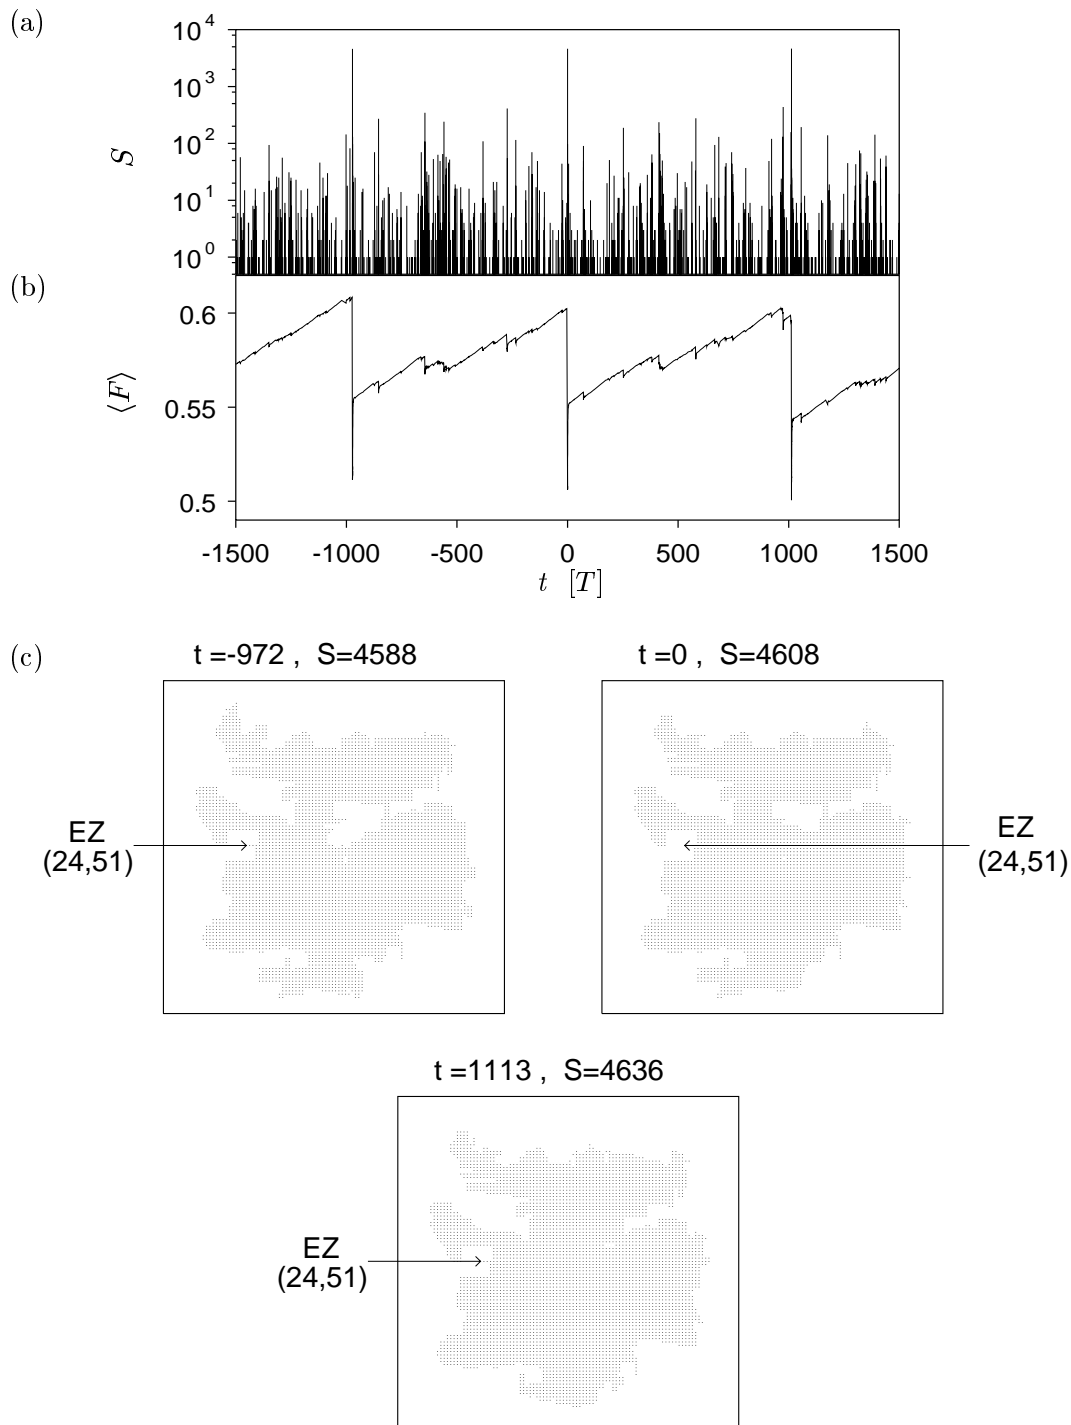 (a)
10^4
10^3
10^2
10^1
10^0
S
(b)
0.6
0.55
0.5
⟨F⟩
-1500 -1000 -500 0 500 1000 1500
t [T]
(c)
t =-972 , S=4588
t =0 , S=4608
EZ
(24,51)
EZ
(24,51)
t =1113 , S=4636
EZ
(24,51)